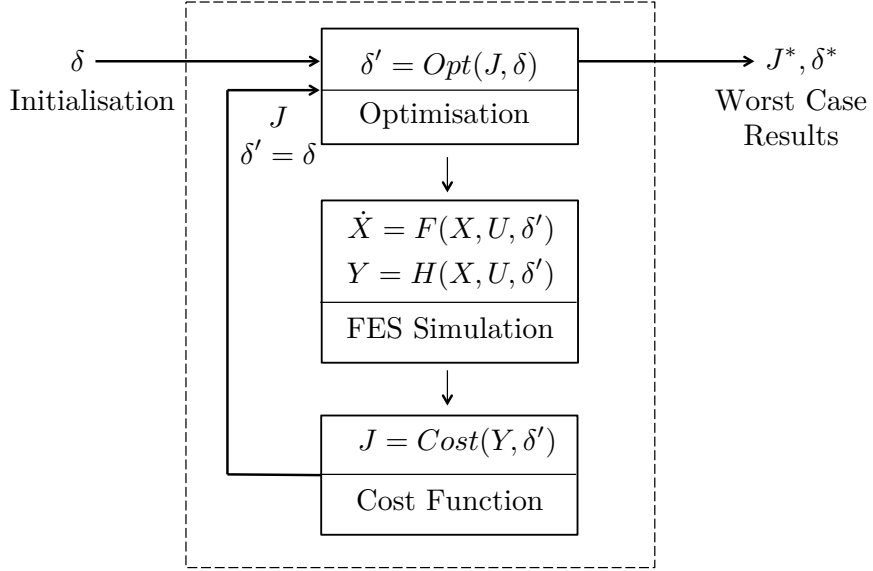 δ
Initialisation
δ′ = Opt(J, δ)
Optimisation
J*, δ*
Worst Case
Results
J
δ′ = δ
Ẋ = F(X, U, δ′)
Y = H(X, U, δ′)
FES Simulation
J = Cost(Y, δ′)
Cost Function